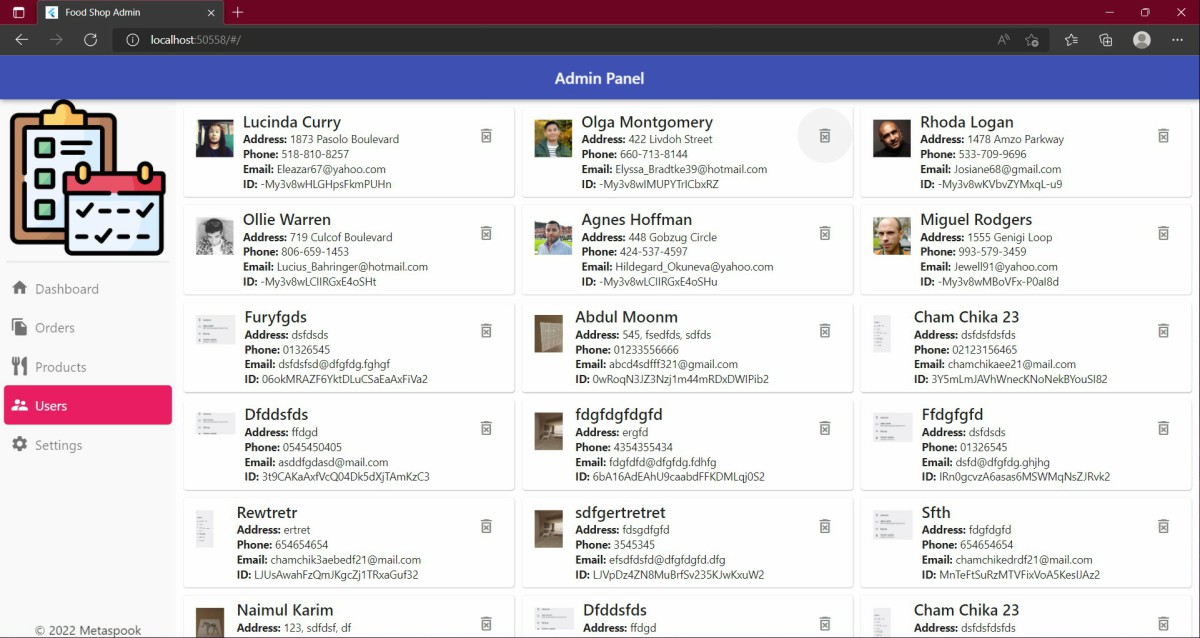 Food Shop Admin
localhost:50558/#/
Admin Panel
Dashboard
Orders
Products
Users
Settings
© 2022 Metaspook
Lucinda Curry
Address: 1873 Pasolo Boulevard
Phone: 518-810-8257
Email: Eleazar67@yahoo.com
ID: -My3v8wHLGHpsFkmPUHn
Olga Montgomery
Address: 422 Livdoh Street
Phone: 660-713-8144
Email: Elyssa_Bradtke39@hotmail.com
ID: -My3v8wIMUPYTrICbxRZ
Rhoda Logan
Address: 1478 Amzo Parkway
Phone: 533-709-9696
Email: Josiane68@gmail.com
ID: -My3v8wKVbvZYMxqL-u9
Ollie Warren
Address: 719 Culcof Boulevard
Phone: 806-659-1453
Email: Lucius_Bahringer@hotmail.com
ID: -My3v8wLCIIRGxE4oSHt
Agnes Hoffman
Address: 448 Gobzug Circle
Phone: 424-537-4597
Email: Hildegard_Okuneva@yahoo.com
ID: -My3v8wLCIIRGxE4oSHu
Miguel Rodgers
Address: 1555 Genigi Loop
Phone: 993-579-3459
Email: Jewell91@yahoo.com
ID: -My3v8wMBoVFx-P0aI8d
Furyfgds
Address: dsfdsds
Phone: 01326545
Email: dsfdsfsd@dfgfdg.fghgf
ID: 06okMRAZF6YktDLuCSaEaAxFiVa2
Abdul Moonm
Address: 545, fsedfds, sdfds
Phone: 01233556666
Email: abcd4sdfff321@gmail.com
ID: 0wRoqN3JZ3Nzj1m44mRDxDWIPib2
Cham Chika 23
Address: dsfdsfdsfds
Phone: 02123156465
Email: chamchikaee21@mail.com
ID: 3Y5mLmJAVhWnecKNoNekBYouSI82
Dfddsfds
Address: ffdgd
Phone: 0545450405
Email: asddfgdasd@mail.com
ID: 3t9CAKaAxfVcQ04Dk5dXjTAmKzC3
fdgfdgfdgfd
Address: ergfd
Phone: 4354355434
Email: fdgfdfd@dfgfdg.fdhfg
ID: 6bA16AdEAhU9caabdFFKDMLqj0S2
Ffdgfgfd
Address: dsfdsds
Phone: 01326545
Email: dsfd@dfgfdg.ghjhg
ID: IRn0gcvzA6asas6MSWMqNsZJRvk2
Rewtretr
Address: ertret
Phone: 654654654
Email: chamchik3aebedf21@mail.com
ID: LJUsAwahFzQmJKgcZj1TRxaGuf32
sdfgertretret
Address: fdsgdfgfd
Phone: 3545345
Email: efsdfdsfd@dfgfdgfd.dfg
ID: LJVpDz4ZN8MuBrfSv235KJwKxuW2
Sfth
Address: fdgfdgfd
Phone: 654654654
Email: chamchikedrdf21@mail.com
ID: MnTeFtSuRzMTVFixVoA5KesIJAz2
Naimul Karim
Address: 123, sdfdsf, df
Dfddsfds
Address: ffdgd
Cham Chika 23
Address: dsfdsfdsfds